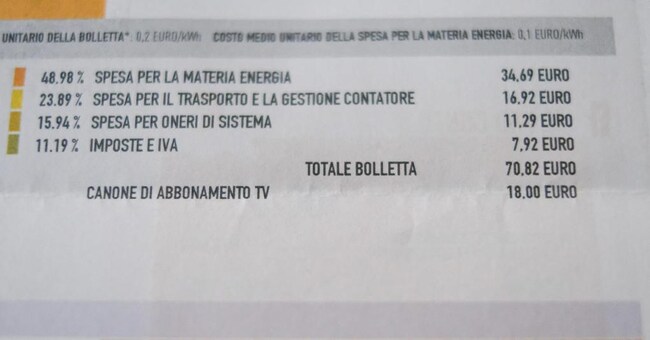 UNITARIO DELLA BOLLETTA*: 0,2 EURO/kWh COSTO MEDIO UNITARIO DELLA SPESA PER LA MATERIA ENERGIA: 0,1 EURO/kWh
48,98 % SPESA PER LA MATERIA ENERGIA 34,69 EURO
23,89 % SPESA PER IL TRASPORTO E LA GESTIONE CONTATORE 16,92 EURO
15,94 % SPESA PER ONERI DI SISTEMA 11,29 EURO
11,19 % IMPOSTE E IVA 7,92 EURO
TOTALE BOLLETTA 70,82 EURO
CANONE DI ABBONAMENTO TV 18,00 EURO